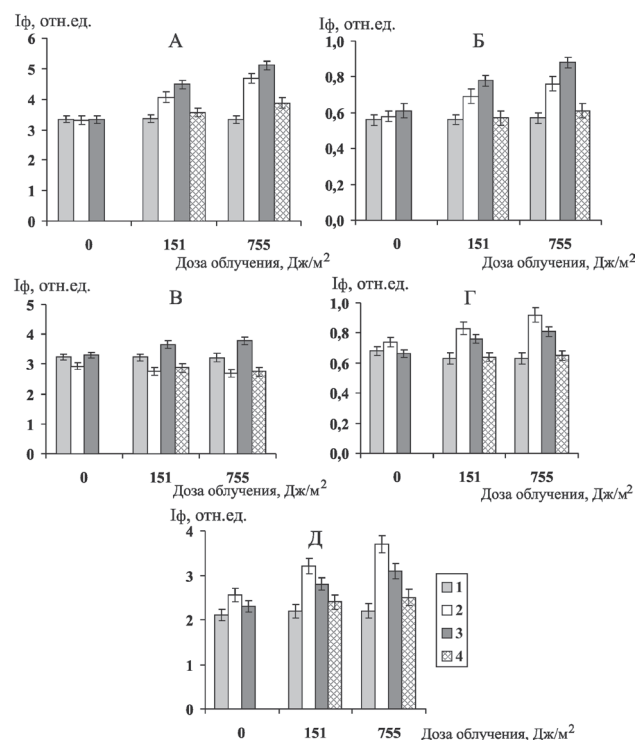 Iф, отн.ед.
А
6
5
4
3
2
1
0
0 151 755
Доза облучения, Дж/м²
Iф, отн.ед.
Б
1,0
0,8
0,6
0,4
0,2
0,0
0 151 755
Доза облучения, Дж/м²
Iф, отн.ед.
В
5
4
3
2
1
0
0 151 755
Доза облучения, Дж/м²
Iф, отн.ед.
Г
1,0
0,8
0,6
0,4
0,2
0,0
0 151 755
Доза облучения, Дж/м²
Iф, отн.ед.
Д
4
3
2
1
0
0 151 755 Доза облучения, Дж/м²
1
2
3
4